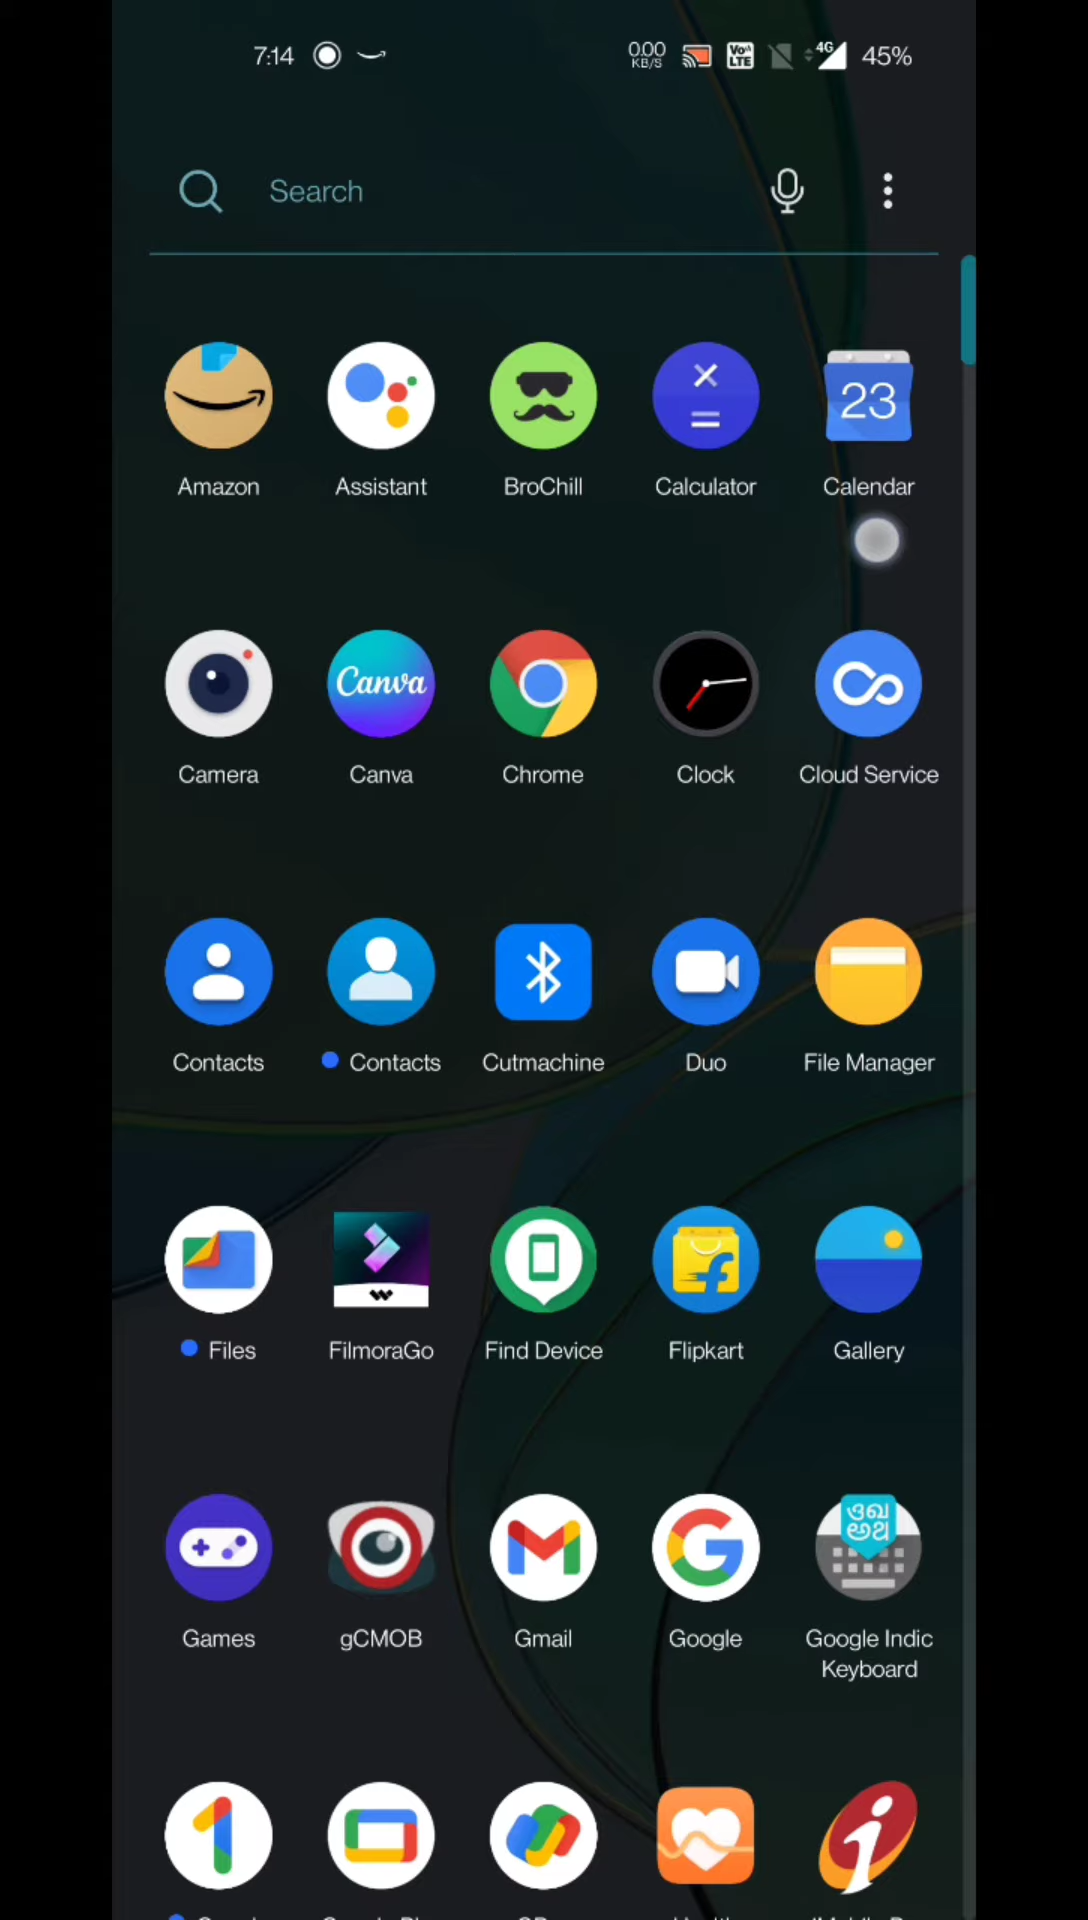 7:14 0.00 KB/S VoLTE 4G 45%
Search
23
Amazon Assistant BroChill Calculator Calendar
Canva
Camera Canva Chrome Clock Cloud Service
Contacts Contacts Cutmachine Duo File Manager
Files FilmoraGo Find Device Flipkart Gallery
Games gCMOB Gmail Google Google Indic
Keyboard